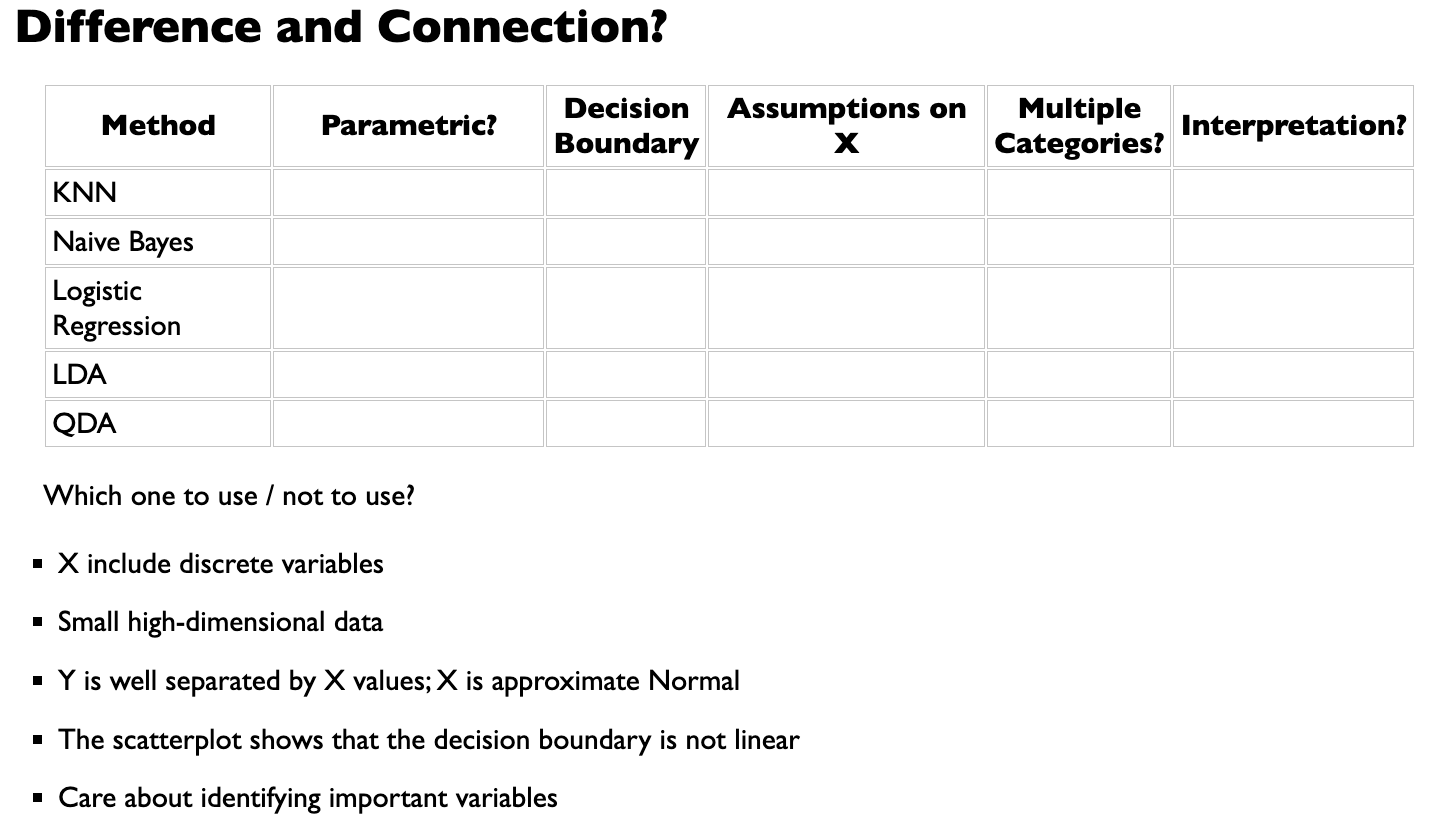 Difference and Connection?
Method Parametric? Decision Boundary Assumptions on X Multiple Categories? Interpretation?
KNN
Naive Bayes
Logistic
Regression
LDA
QDA
Which one to use / not to use?
▪ X include discrete variables
▪ Small high-dimensional data
▪ Y is well separated by X values; X is approximate Normal
▪ The scatterplot shows that the decision boundary is not linear
▪ Care about identifying important variables